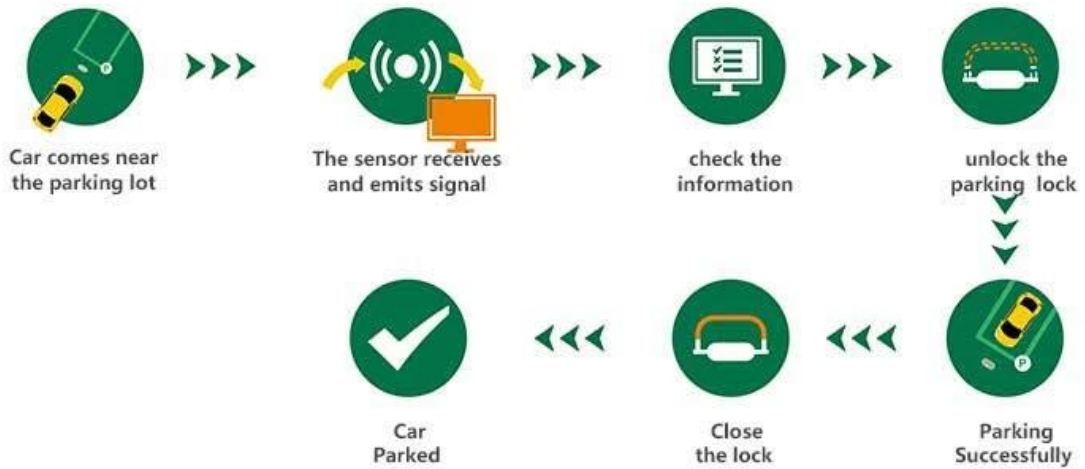 Car comes near
the parking lot
The sensor receives
and emits signal
check the
information
unlock the
parking lock
P
P
Parking
Successfully
Close
the lock
Car
Parked